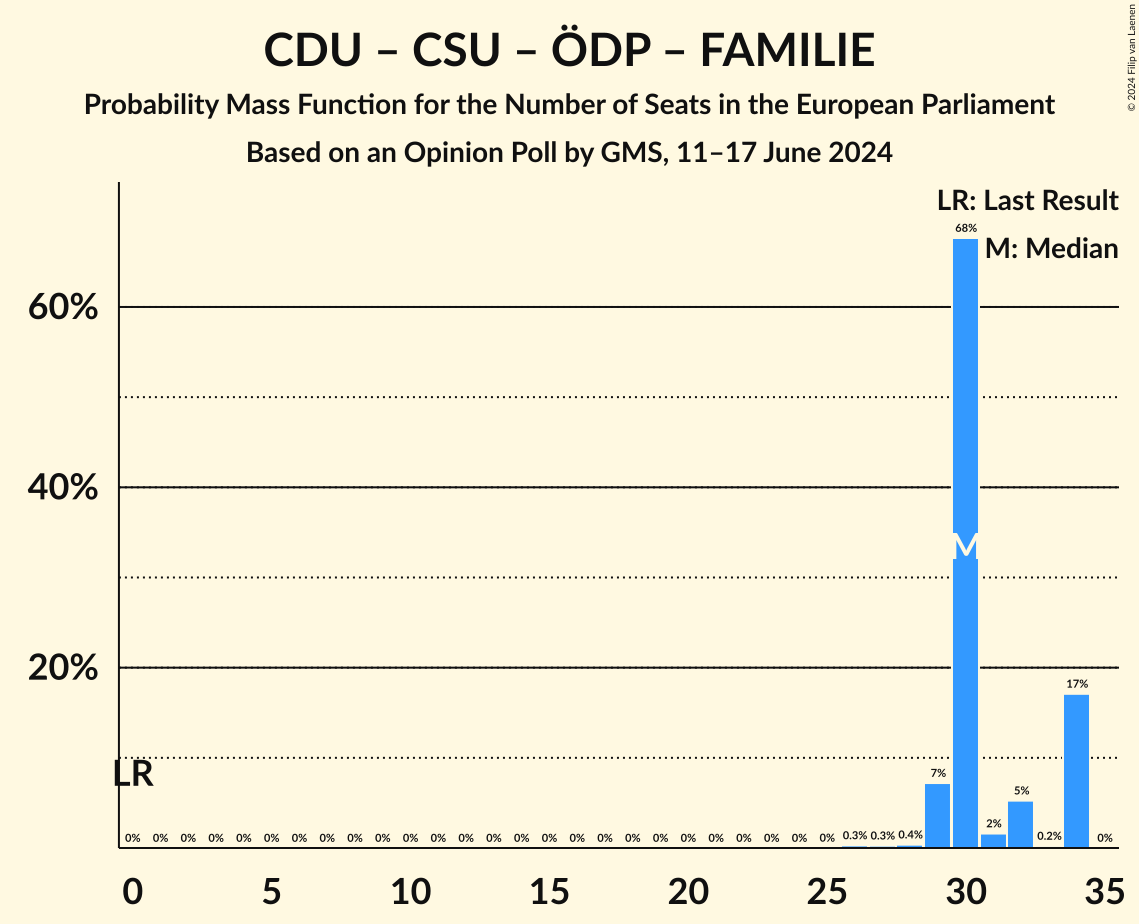 CDU – CSU – ÖDP – FAMILIE
Probability Mass Function for the Number of Seats in the European Parliament
Based on an Opinion Poll by GMS, 11–17 June 2024
© 2024 Filip van Laenen
LR: Last Result
M: Median
68%
60%
40%
M
20%
17%
LR
7%
5%
2%
0% 0% 0% 0% 0% 0% 0% 0% 0% 0% 0% 0% 0% 0% 0% 0% 0% 0% 0% 0% 0% 0% 0% 0% 0% 0% 0.3% 0.3% 0.4% 0.2% 0%
0 5 10 15 20 25 30 35